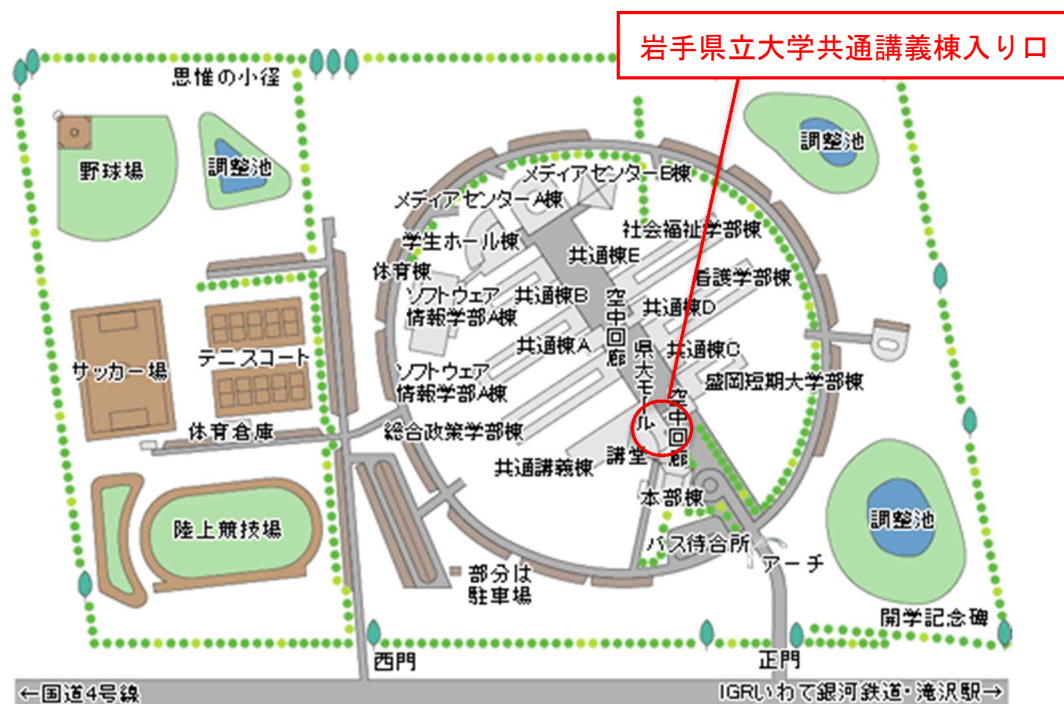 岩手県立大学共通講義棟入り口
思惟の小径
野球場
調整池
調整池
メディアセンターB棟
メディアセンターA棟
学生ホール棟
社会福祉学部棟
共通棟E
体育棟
看護学部棟
ソフトウェア
情報学部A棟
共通棟B
空中回廊
共通棟D
サッカー場
テニスコート
共通棟A
県大モール
共通棟C
ソフトウェア
情報学部A棟
盛岡短期大学部棟
体育倉庫
総合政策学部棟
空中回廊
共通講義棟
講堂
本部棟
陸上競技場
調整池
バス待合所
アーチ
部分は
駐車場
開学記念碑
西門
正門
←国道4号線
IGRいわて銀河鉄道・滝沢駅→